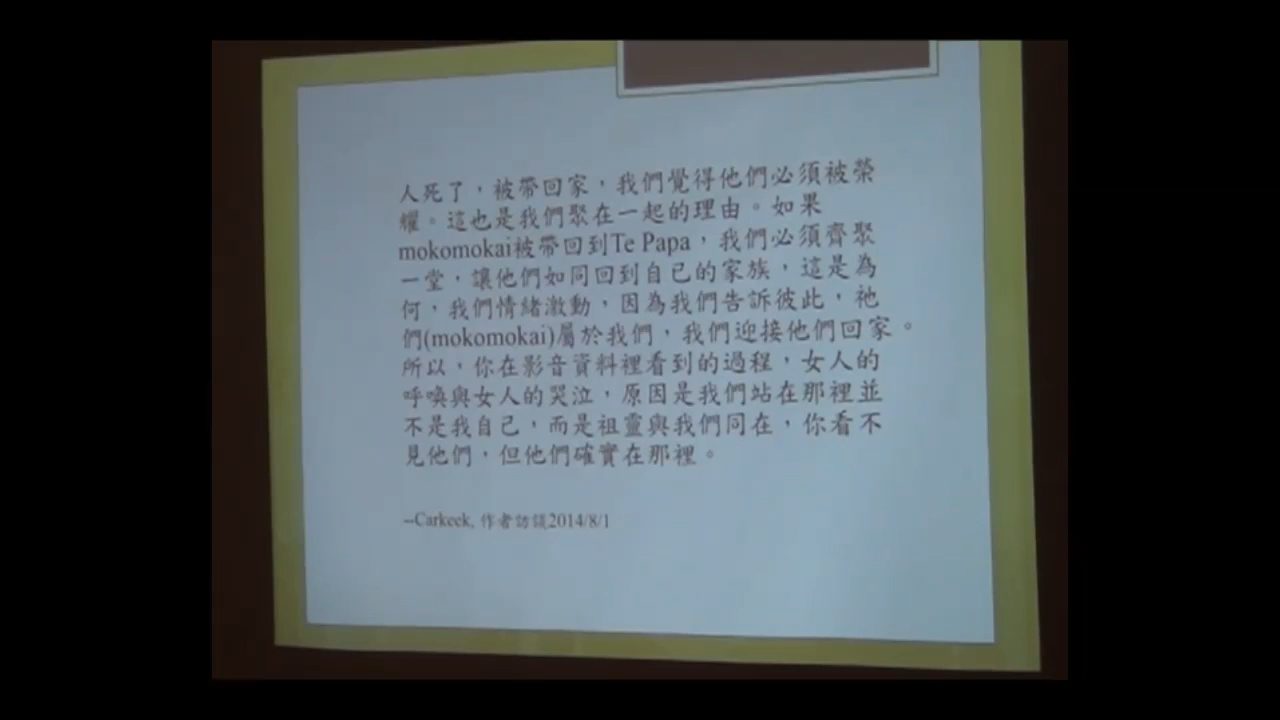 人死了，被帶回家，我們覺得他們必須被榮
耀。這也是我們聚在一起的理由。如果
mokomokai被帶回到Te Papa，我們必須齊聚
一堂，讓他們如同回到自己的家族，這是為
何，我們情緒激動，因為我們告訴彼此，祂
們(mokomokai)屬於我們，我們迎接他們回家。
所以，你在影音資料裡看到的過程，女人的
呼喚與女人的哭泣，原因是我們站在那裡並
不是我自己，而是祖靈與我們同在，你看不
見他們，但他們確實在那裡。
--Carkeek, 作者訪談2014/8/1